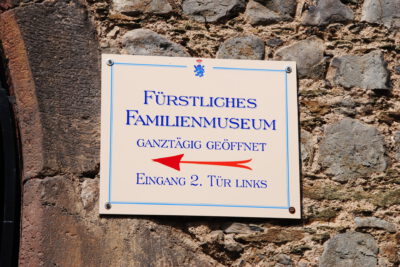 FÜRSTLICHES
FAMILIENMUSEUM
GANZTÄGIG GEÖFFNET
EINGANG 2. TÜR LINKS